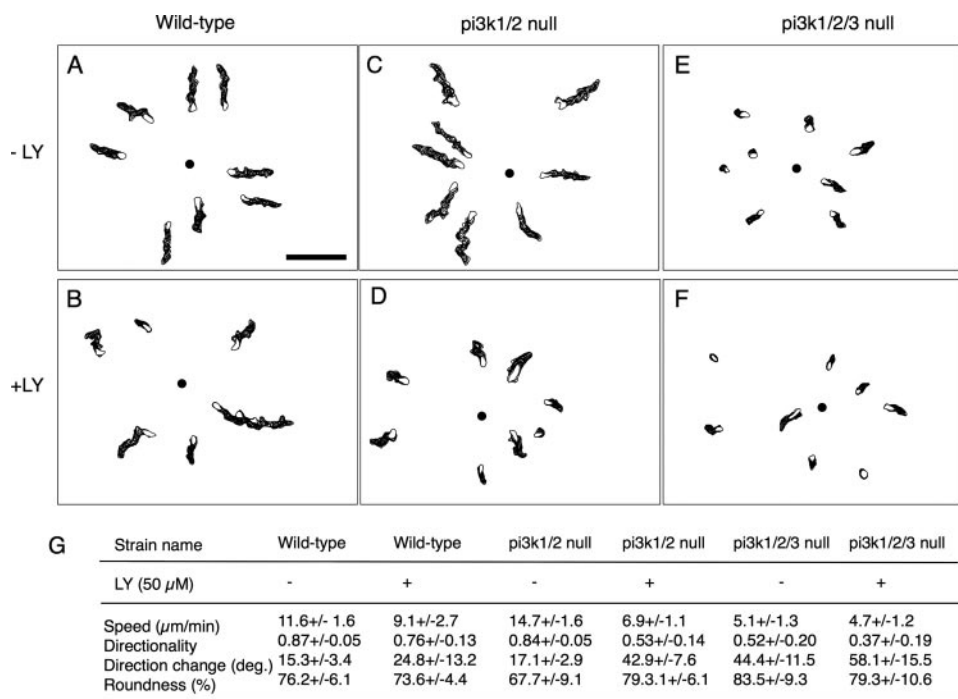 Wild-type pi3k1/2 null pi3k1/2/3 null
A C E
- LY
B D F
+LY
G Strain name Wild-type Wild-type pi3k1/2 null pi3k1/2 null pi3k1/2/3 null pi3k1/2/3 null
LY (50 µM) - + - + - +
Speed (µm/min) 11.6+/- 1.6 9.1+/-2.7 14.7+/-1.6 6.9+/-1.1 5.1+/-1.3 4.7+/-1.2
Directionality 0.87+/-0.05 0.76+/-0.13 0.84+/-0.05 0.53+/-0.14 0.52+/-0.20 0.37+/-0.19
Direction change (deg.) 15.3+/-3.4 24.8+/-13.2 17.1+/-2.9 42.9+/-7.6 44.4+/-11.5 58.1+/-15.5
Roundness (%) 76.2+/-6.1 73.6+/-4.4 67.7+/-9.1 79.3.1+/-6.1 83.5+/-9.3 79.3+/-10.6